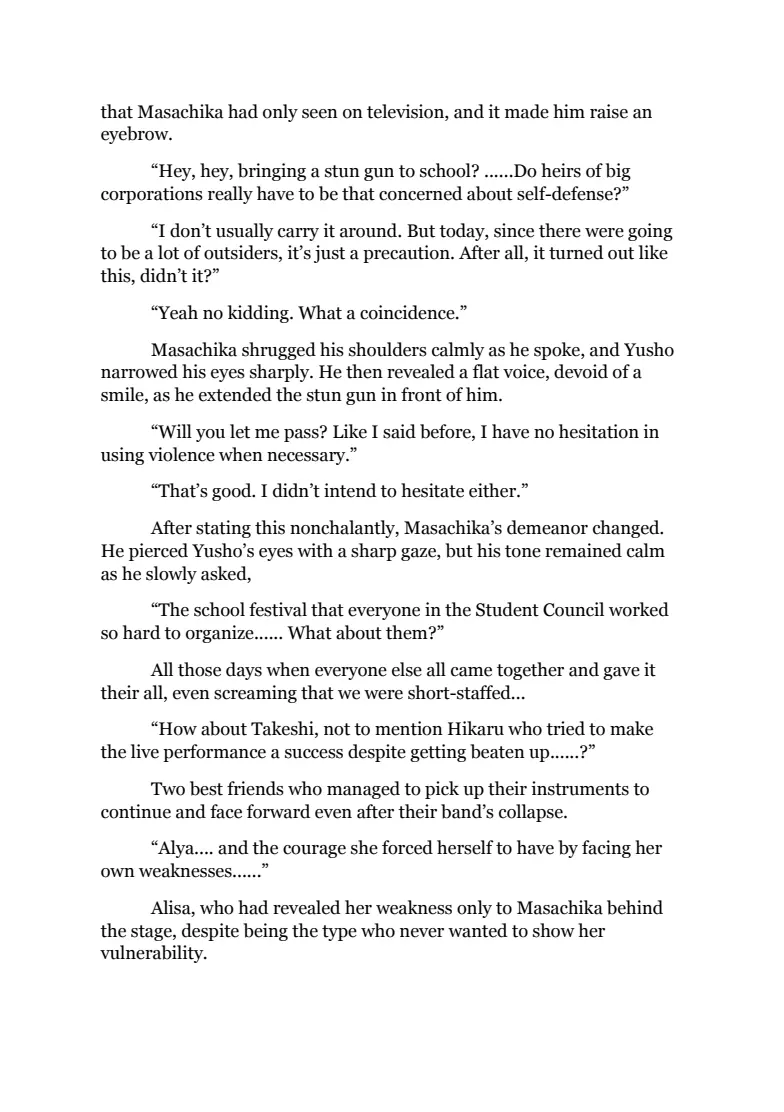 that Masachika had only seen on television, and it made him raise an
eyebrow.
“Hey, hey, bringing a stun gun to school? ......Do heirs of big
corporations really have to be that concerned about self-defense?”
“I don’t usually carry it around. But today, since there were going
to be a lot of outsiders, it’s just a precaution. After all, it turned out like
this, didn’t it?”
“Yeah no kidding. What a coincidence.”
Masachika shrugged his shoulders calmly as he spoke, and Yusho
narrowed his eyes sharply. He then revealed a flat voice, devoid of a
smile, as he extended the stun gun in front of him.
“Will you let me pass? Like I said before, I have no hesitation in
using violence when necessary.”
“That’s good. I didn’t intend to hesitate either.”
After stating this nonchalantly, Masachika’s demeanor changed.
He pierced Yusho’s eyes with a sharp gaze, but his tone remained calm
as he slowly asked,
“The school festival that everyone in the Student Council worked
so hard to organize...... What about them?”
All those days when everyone else all came together and gave it
their all, even screaming that we were short-staffed...
“How about Takeshi, not to mention Hikaru who tried to make
the live performance a success despite getting beaten up......?”
Two best friends who managed to pick up their instruments to
continue and face forward even after their band’s collapse.
“Alya.... and the courage she forced herself to have by facing her
own weaknesses......”
Alisa, who had revealed her weakness only to Masachika behind
the stage, despite being the type who never wanted to show her
vulnerability.